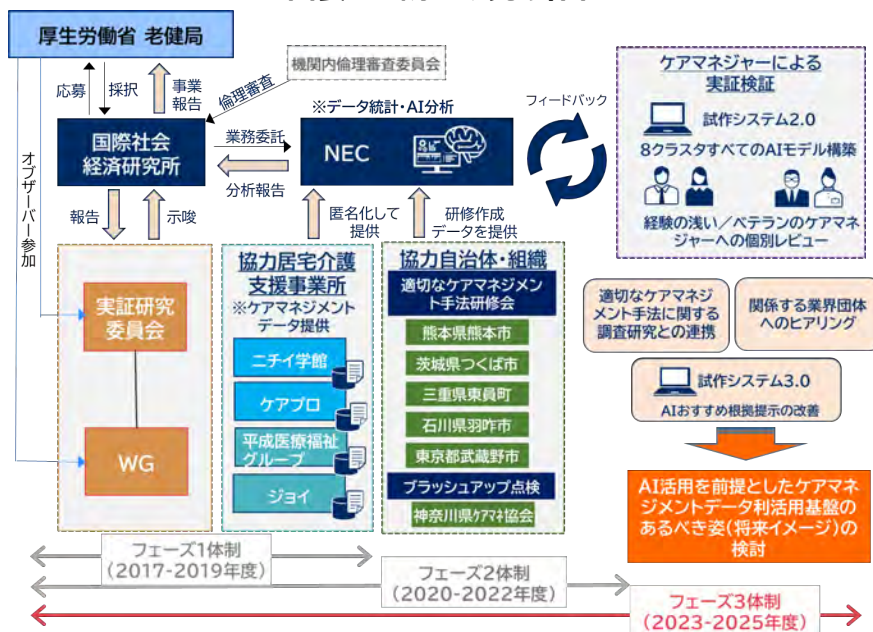 厚生労働省 老健局
応募
採択
事業
報告
倫理審査
機関内倫理審査委員会
オブザーバー参加
国際社会
経済研究所
業務委託
分析報告
※データ統計・AI分析
NEC
フィードバック
報告
示唆
匿名化して
提供
研修作成
データを提供
実証研究
委員会
WG
協力居宅介護
支援事業所
※ケアマネジメント
データ提供
ニチイ学館
ケアプロ
平成医療福祉
グループ
ジョイ
協力自治体・組織
適切なケアマネジメン
ト手法研修会
熊本県熊本市
茨城県つくば市
三重県東員町
石川県羽咋市
東京都武蔵野市
ブラッシュアップ点検
神奈川県ケアマネ協会
ケアマネジャーによる
実証検証
試作システム2.0
8クラスタすべてのAIモデル構築
経験の浅い／ベテランのケアマネ
ジャーへの個別レビュー
適切なケアマネジ
メント手法に関する
調査研究との連携
関係する業界団体
へのヒアリング
試作システム3.0
AIおすすめ根拠提示の改善
AI活用を前提としたケアマネ
ジメントデータ利活用基盤の
あるべき姿(将来イメージ)の
検討
フェーズ1体制
（2017-2019年度）
フェーズ2体制
（2020-2022年度）
フェーズ3体制
（2023-2025年度）